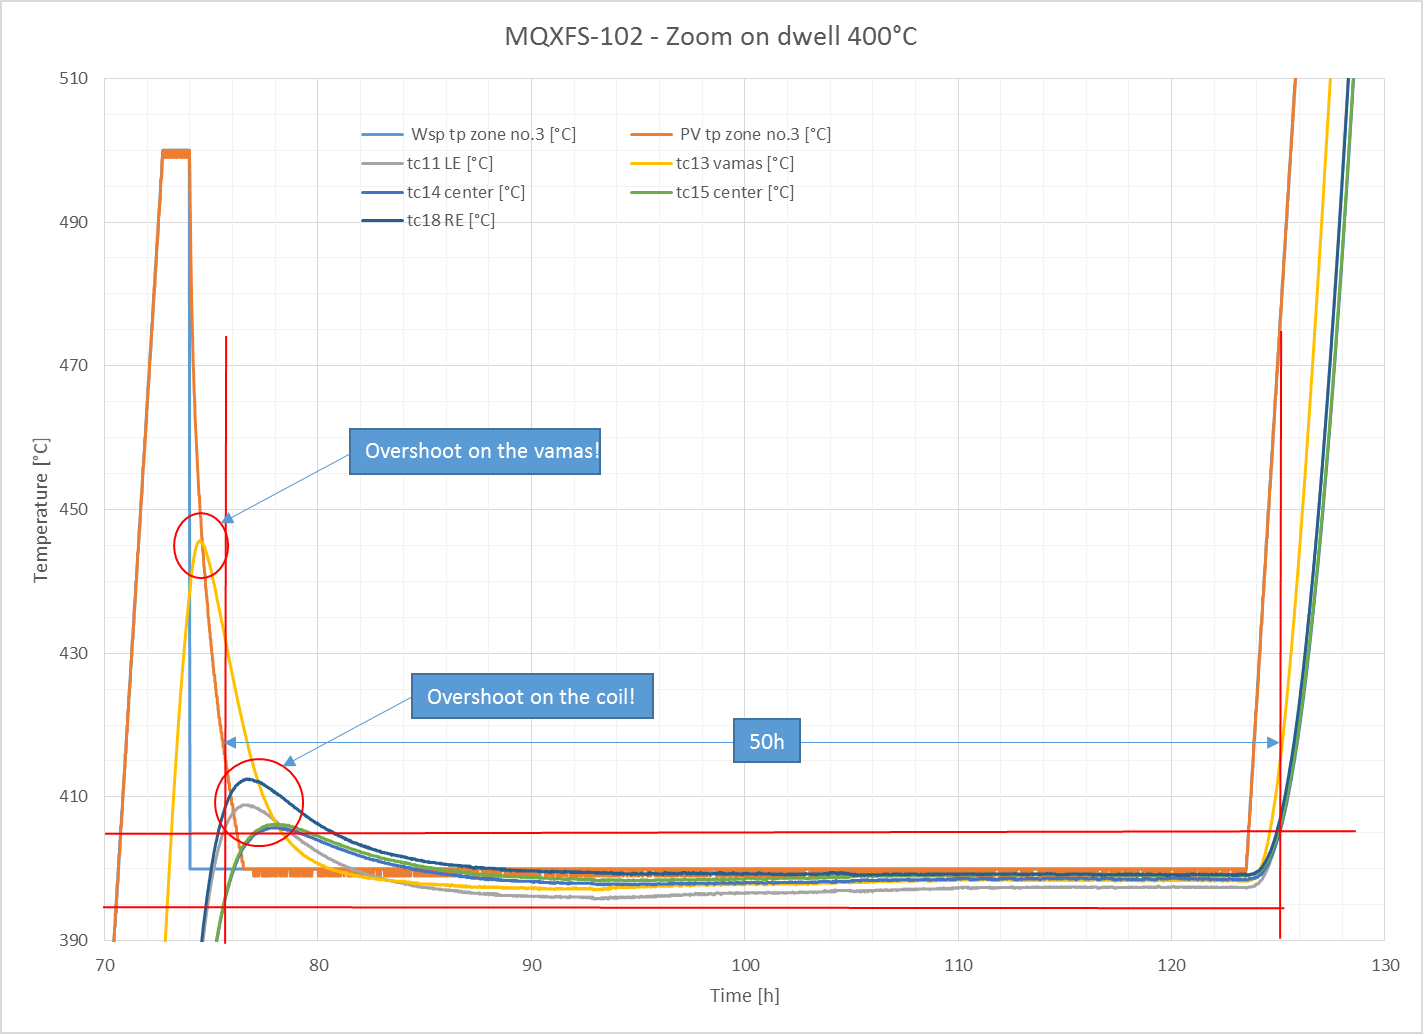 MQXFS-102 - Zoom on dwell 400°C
510
490
470
450
430
410
390
Temperature [°C]
Wsp tp zone no.3 [°C]
PV tp zone no.3 [°C]
tc11 LE [°C]
tc13 vamas [°C]
tc14 center [°C]
tc15 center [°C]
tc18 RE [°C]
Overshoot on the vamas!
Overshoot on the coil!
50h
70
80
90
100
110
120
130
Time [h]